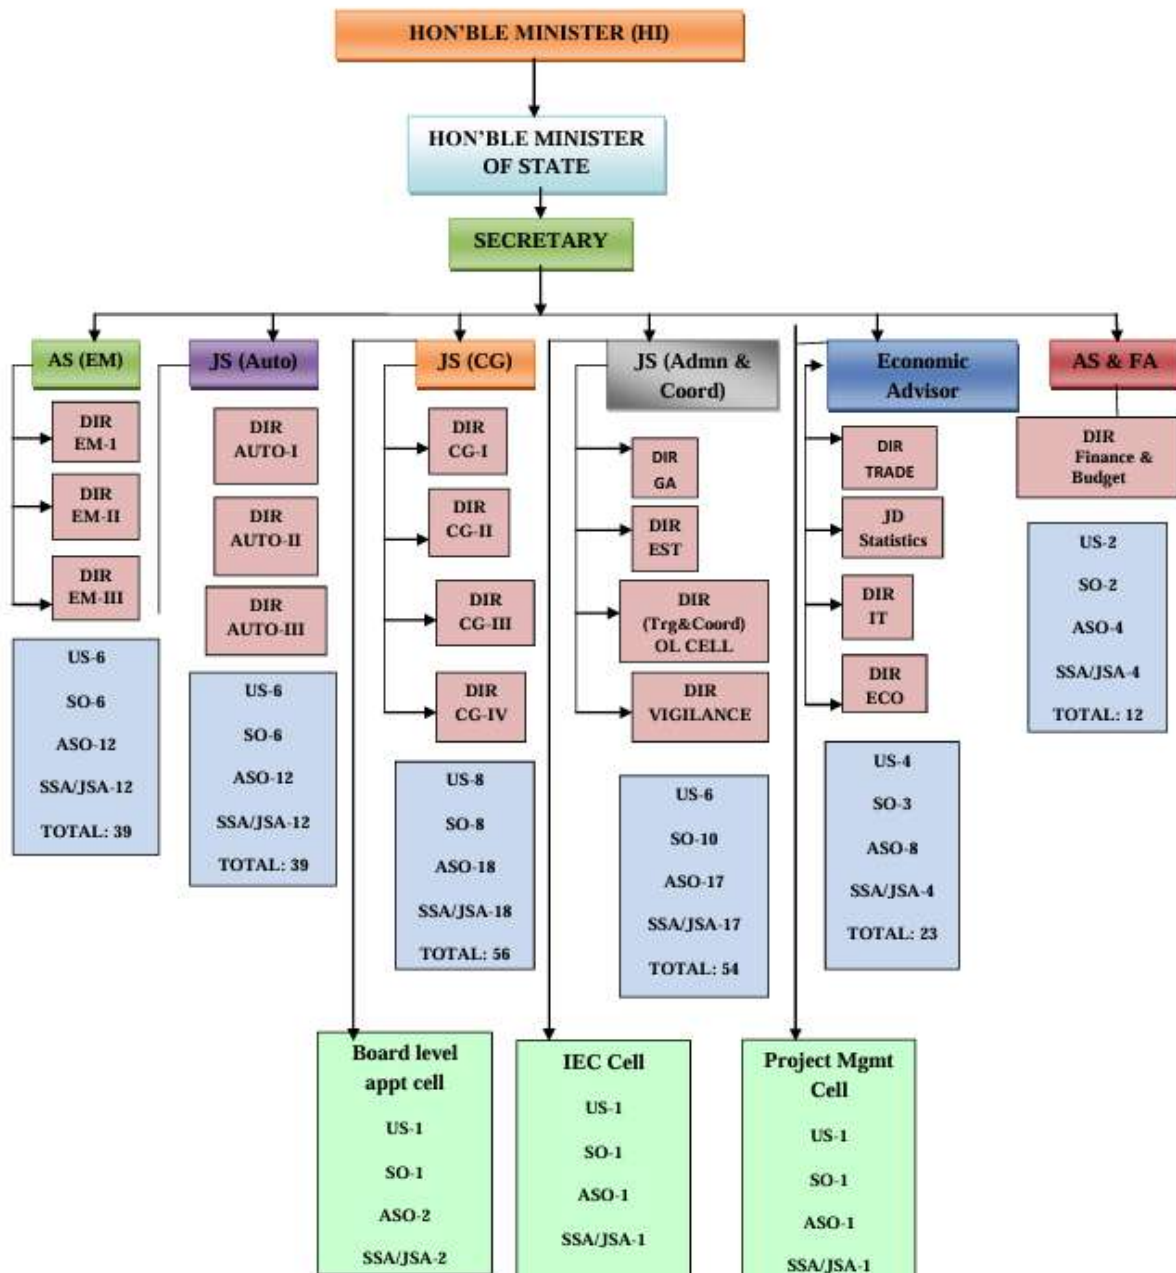 HON'BLE MINISTER (HI)
HON'BLE MINISTER
OF STATE
SECRETARY
AS (EM)
DIR
EM-I
DIR
EM-II
DIR
EM-III
US-6
SO-6
ASO-12
SSA/JSA-12
TOTAL: 39
JS (Auto)
DIR
AUTO-I
DIR
AUTO-II
DIR
AUTO-III
US-6
SO-6
ASO-12
SSA/JSA-12
TOTAL: 39
JS (CG)
DIR
CG-I
DIR
CG-II
DIR
CG-III
DIR
CG-IV
US-8
SO-8
ASO-18
SSA/JSA-18
TOTAL: 56
JS (Admn &
Coord)
DIR
GA
DIR
EST
DIR
(Trg&Coord)
OL CELL
DIR
VIGILANCE
US-6
SO-10
ASO-17
SSA/JSA-17
TOTAL: 54
Economic
Advisor
DIR
TRADE
JD
Statistics
DIR
IT
DIR
ECO
US-4
SO-3
ASO-8
SSA/JSA-4
TOTAL: 23
AS & FA
DIR
Finance &
Budget
US-2
SO-2
ASO-4
SSA/JSA-4
TOTAL: 12
Board level
appt cell
US-1
SO-1
ASO-2
SSA/JSA-2
IEC Cell
US-1
SO-1
ASO-1
SSA/JSA-1
Project Mgmt
Cell
US-1
SO-1
ASO-1
SSA/JSA-1